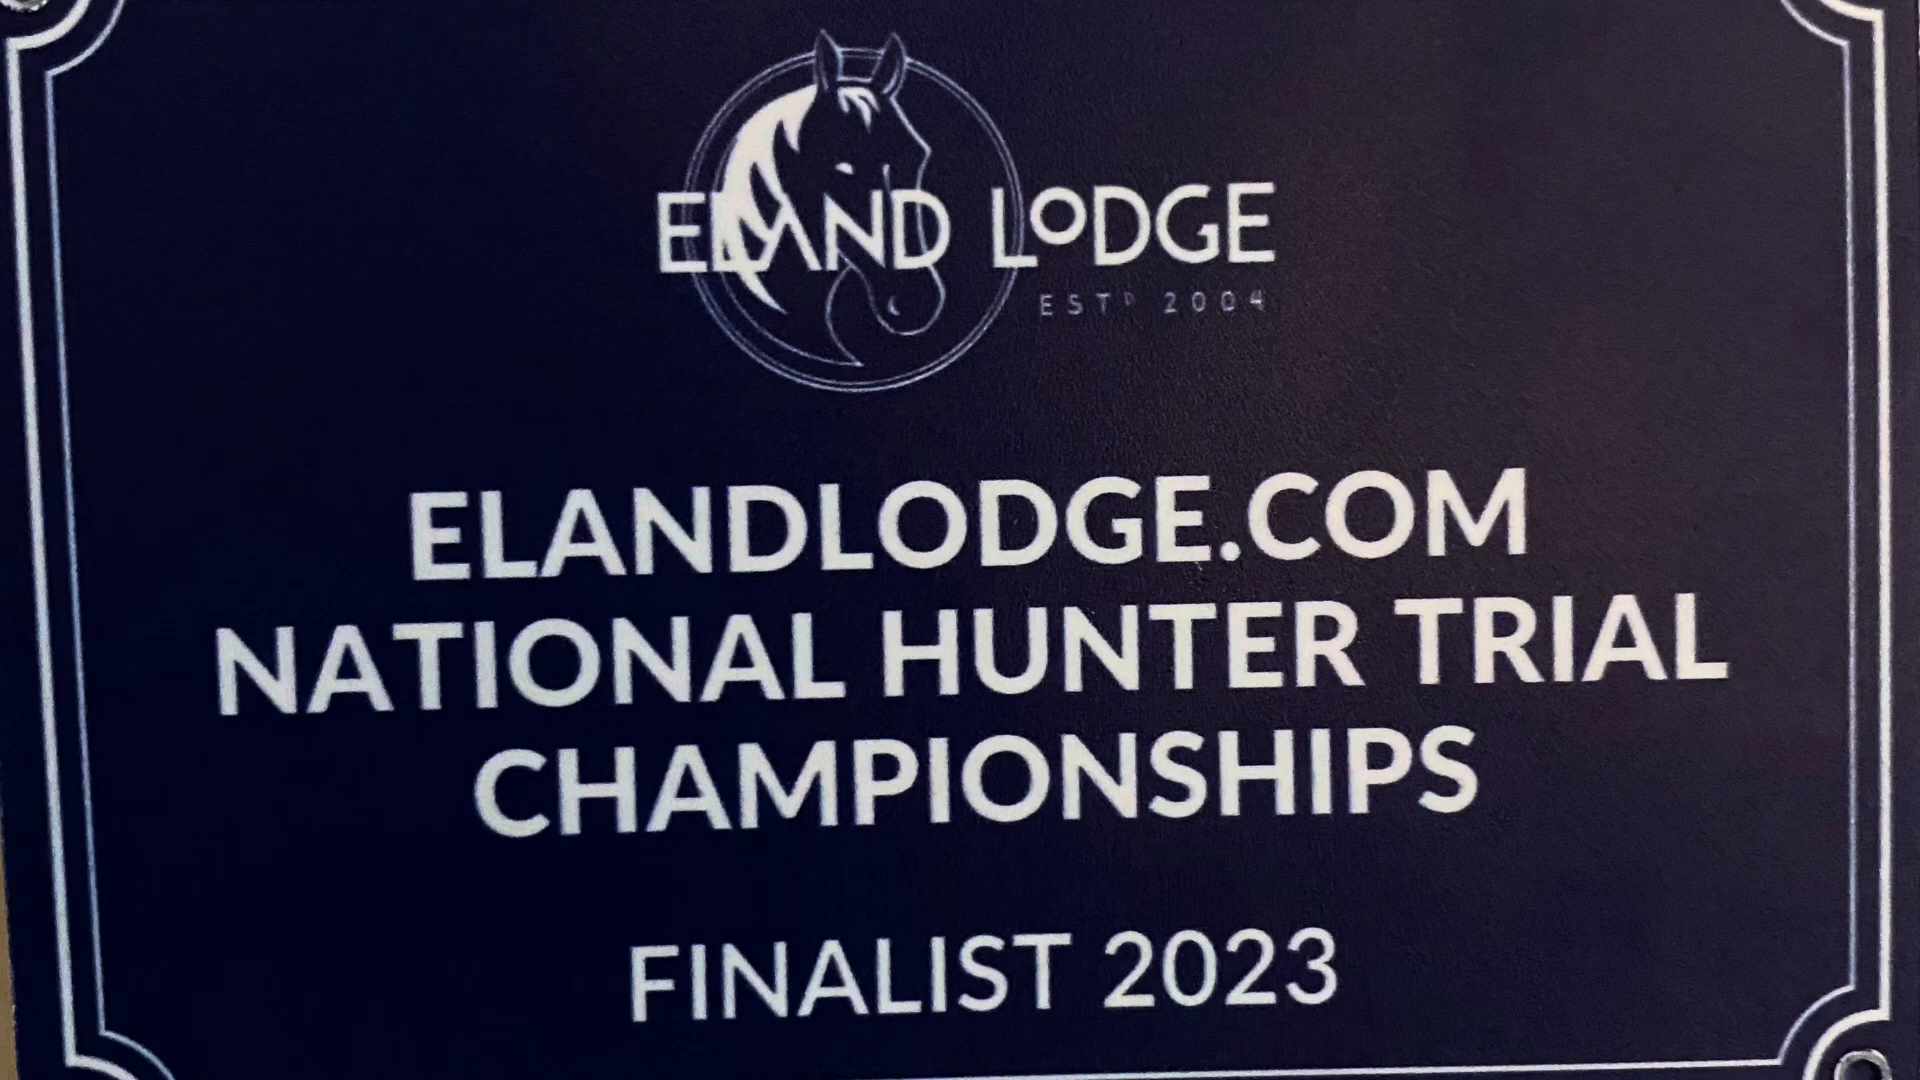 ELAND LODGE
ESTD 2004
ELANDLODGE.COM
NATIONAL HUNTER TRIAL
CHAMPIONSHIPS
FINALIST 2023